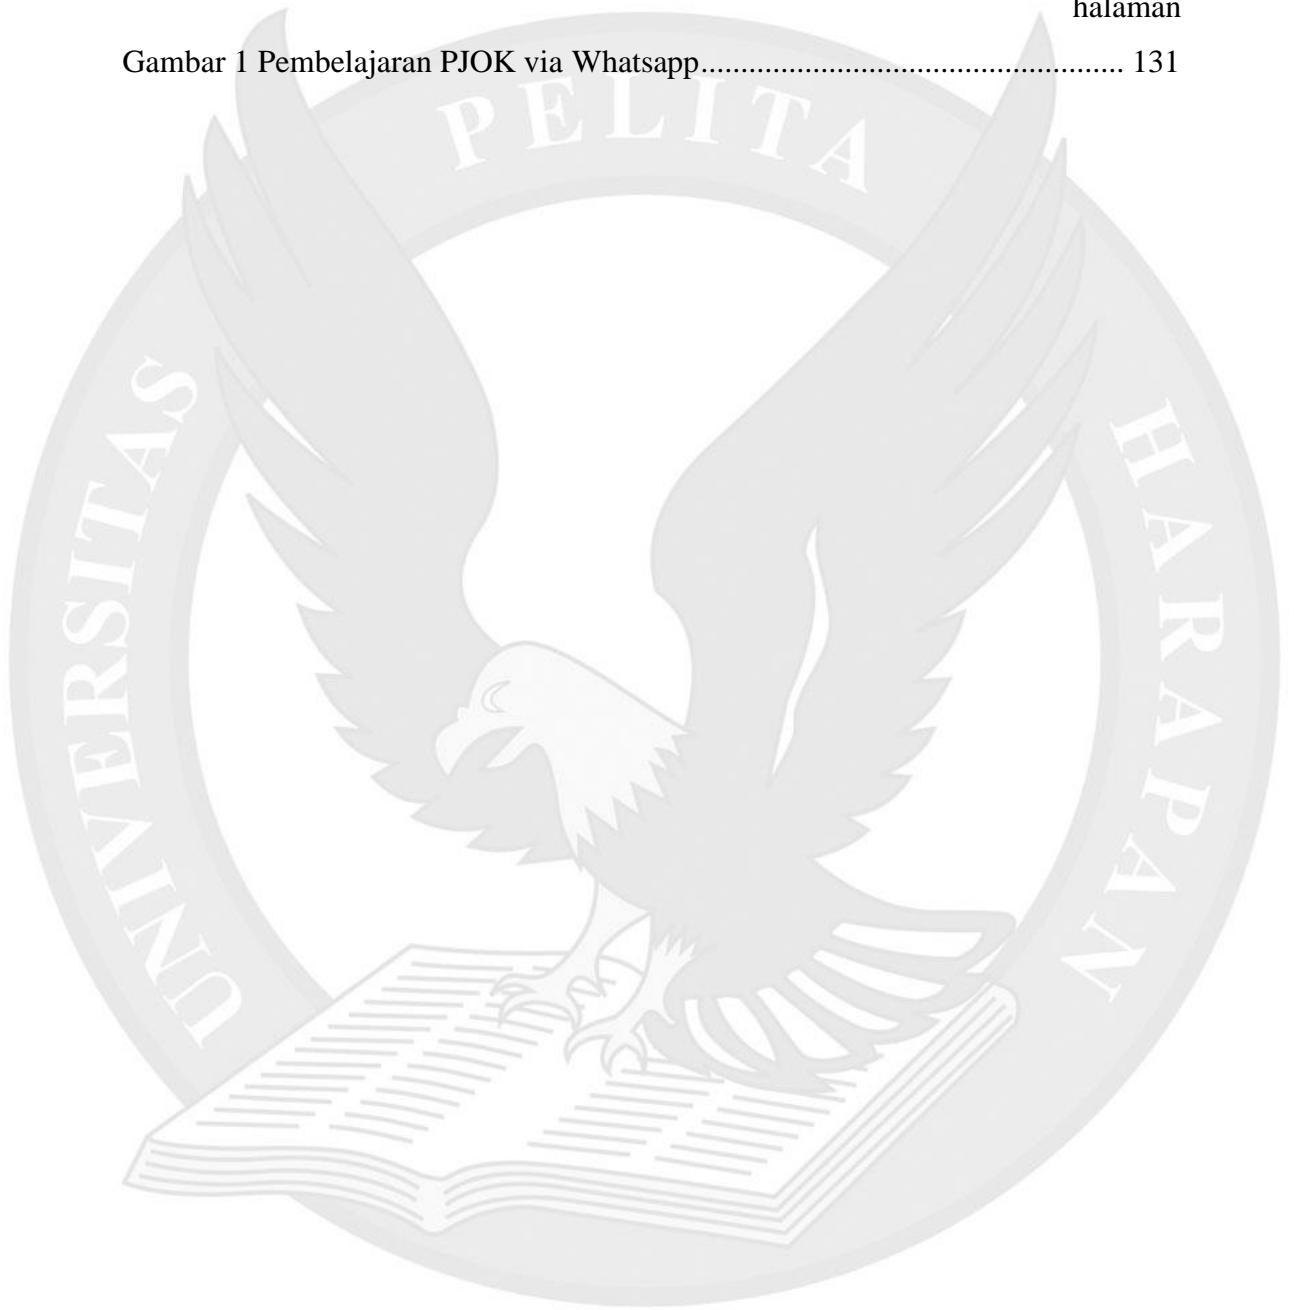 halaman
Gambar 1 Pembelajaran PJOK via Whatsapp..................................................... 131
UNIVERSITAS PELITA HARAPAN